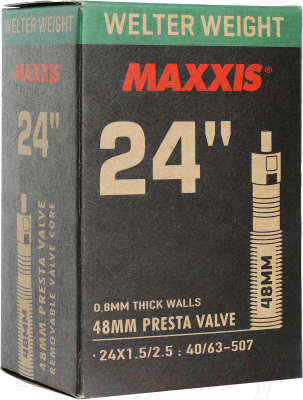 WELTER WEIGHT
MAXXIS®
24"
48MM
0.8MM THICK WALLS
48MM PRESTA VALVE
· 24X1.5/2.5 : 40/63-507
24"
48MM
48MM PRESTA VALVE
REMOVABLE VALVE CORE